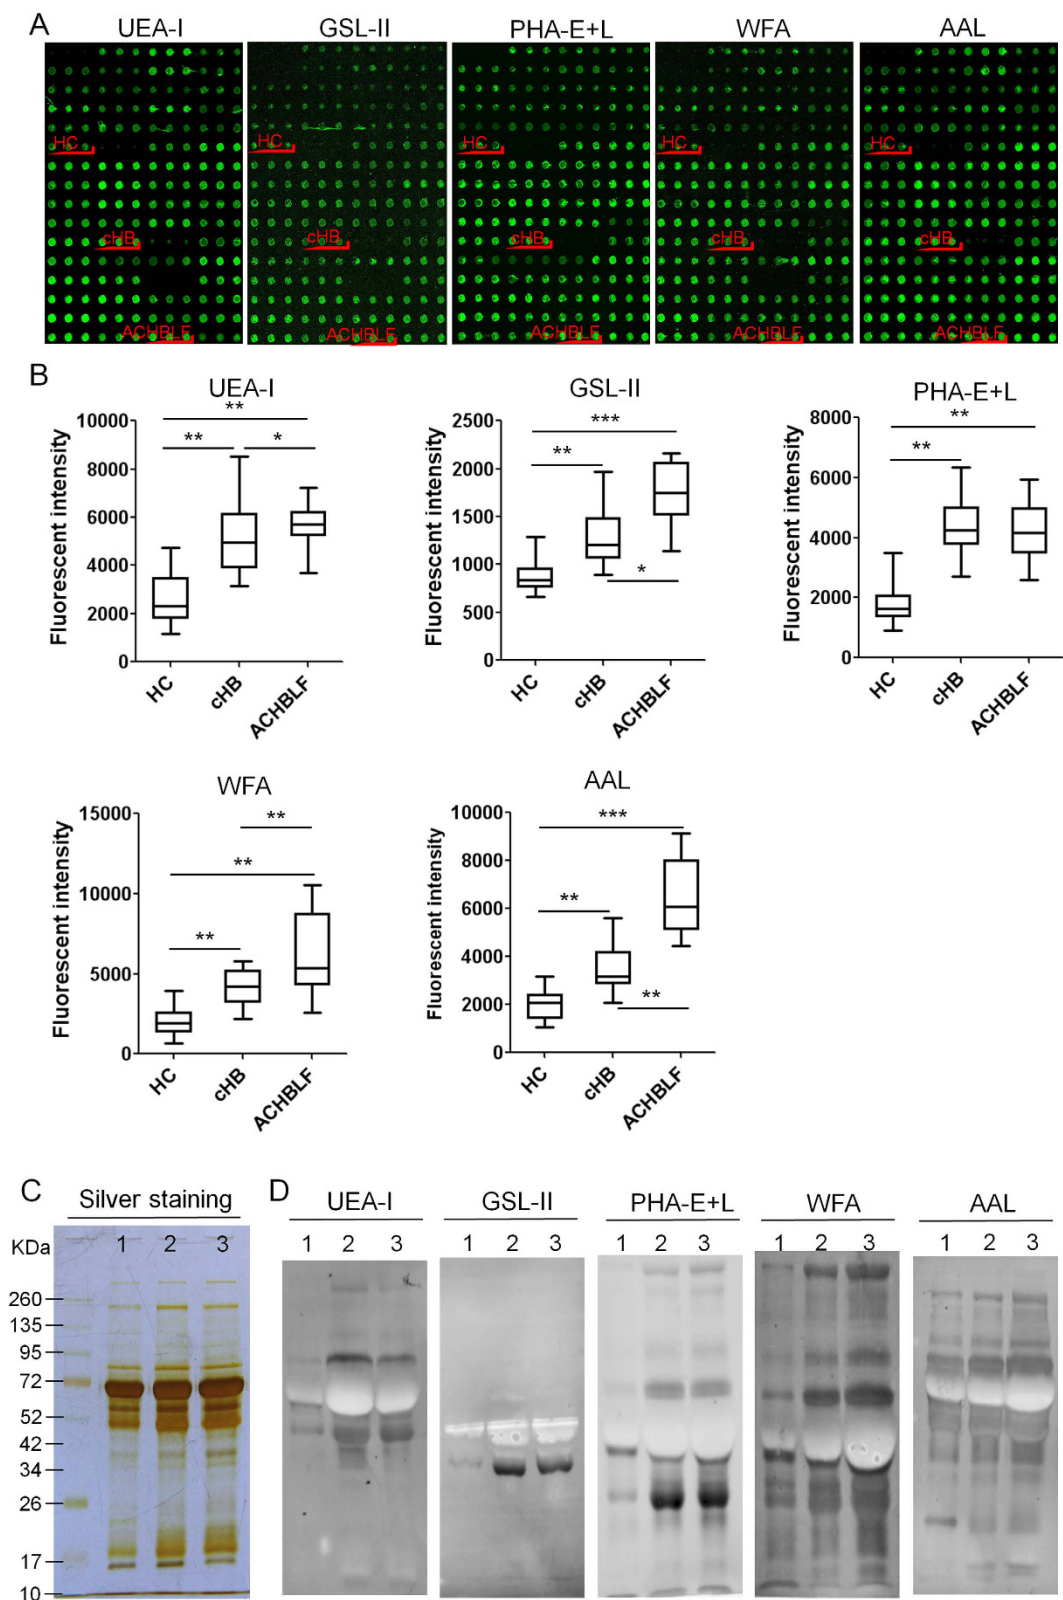 A
UEA-I GSL-II PHA-E+L WFA AAL
HC HC HC HC HC
cHB cHB cHB cHB cHB
ACHBLF ACHBLF ACHBLF ACHBLF ACHBLF
B
UEA-I
Fluorescent intensity
10000
8000
6000
4000
2000
0
** ** *
HC cHB ACHBLF
GSL-II
Fluorescent intensity
2500
2000
1500
1000
500
0
*** ** *
HC cHB ACHBLF
PHA-E+L
Fluorescent intensity
8000
6000
4000
2000
0
** **
HC cHB ACHBLF
WFA
Fluorescent intensity
15000
10000
5000
0
** ** **
HC cHB ACHBLF
AAL
Fluorescent intensity
10000
8000
6000
4000
2000
0
*** ** **
HC cHB ACHBLF
C
Silver staining
KDa 1 2 3
260
135
95
72
52
42
34
26
17
10
D
UEA-I GSL-II PHA-E+L WFA AAL
1 2 3 1 2 3 1 2 3 1 2 3 1 2 3